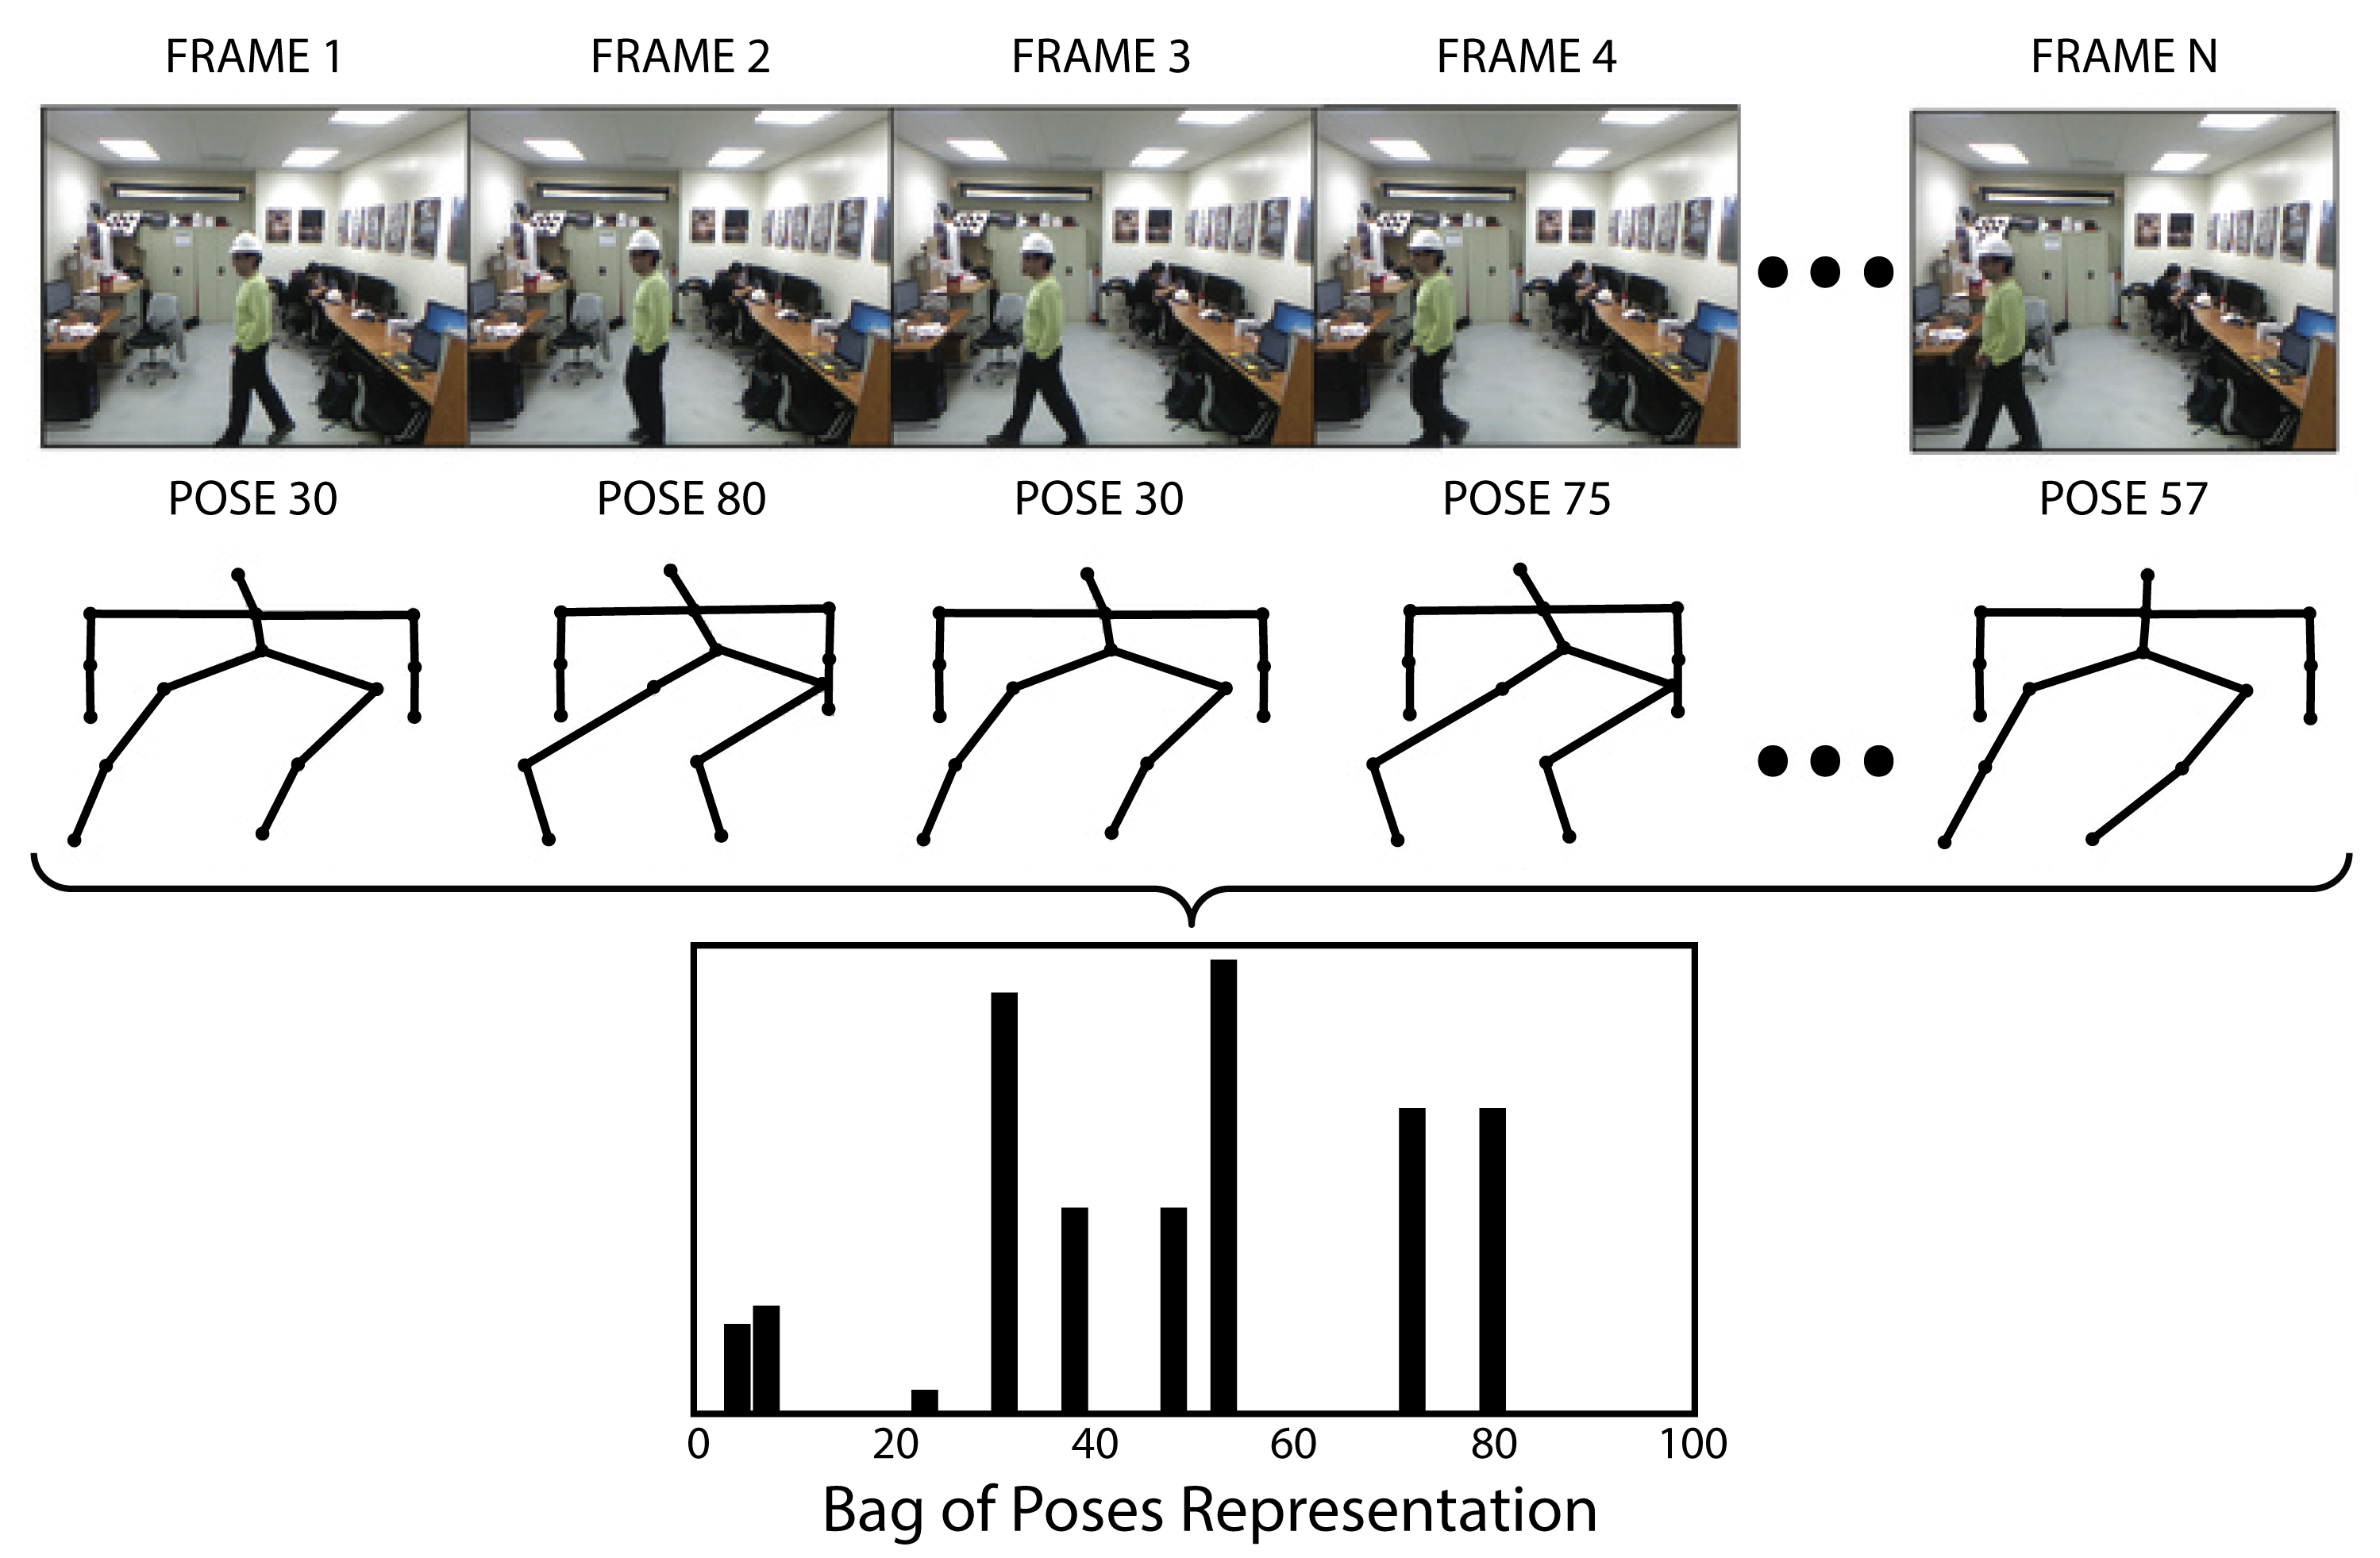 FRAME 1 FRAME 2 FRAME 3 FRAME 4 FRAME N
POSE 30 POSE 80 POSE 30 POSE 75 POSE 57
0 20 40 60 80 100
Bag of Poses Representation